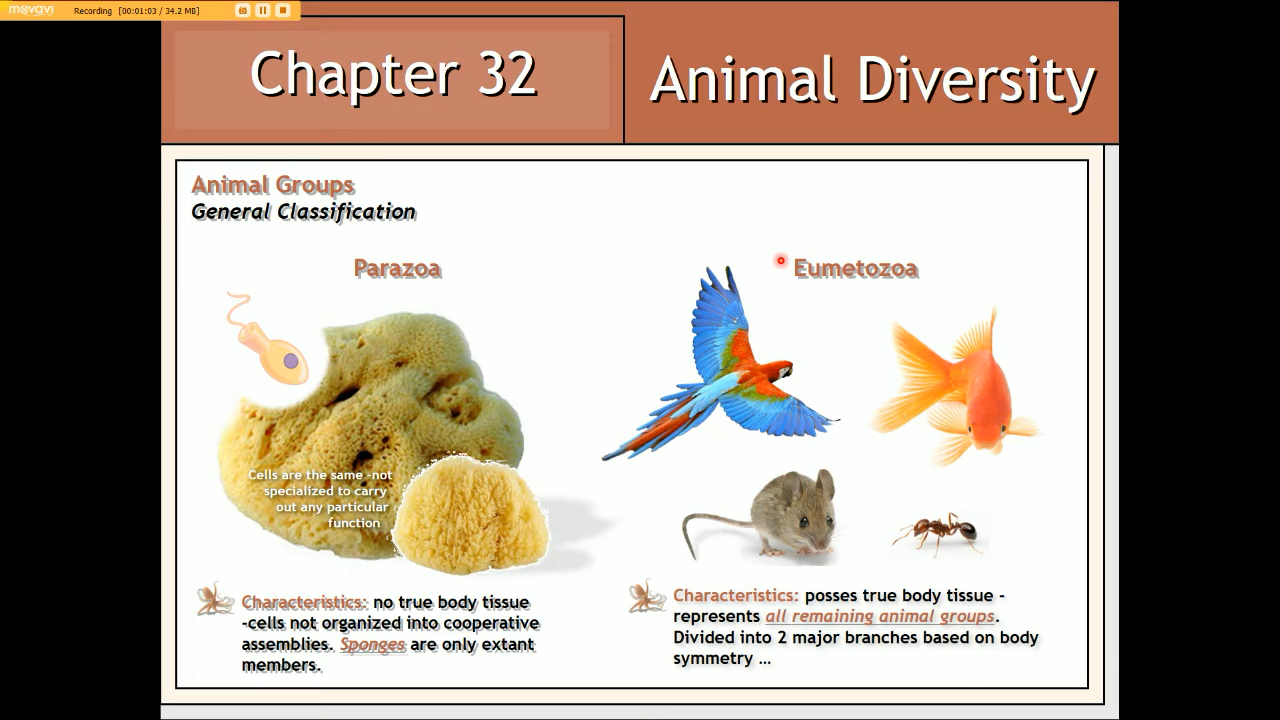 movavi Recording [00:01:03 / 34.2 MB]
Chapter 32
Animal Diversity
Animal Groups
General Classification
Parazoa
Cells are the same -not
specialized to carry
out any particular
function
Characteristics: no true body tissue
-cells not organized into cooperative
assemblies. Sponges are only extant
members.
Eumetozoa
Characteristics: posses true body tissue -
represents all remaining animal groups.
Divided into 2 major branches based on body
symmetry ...